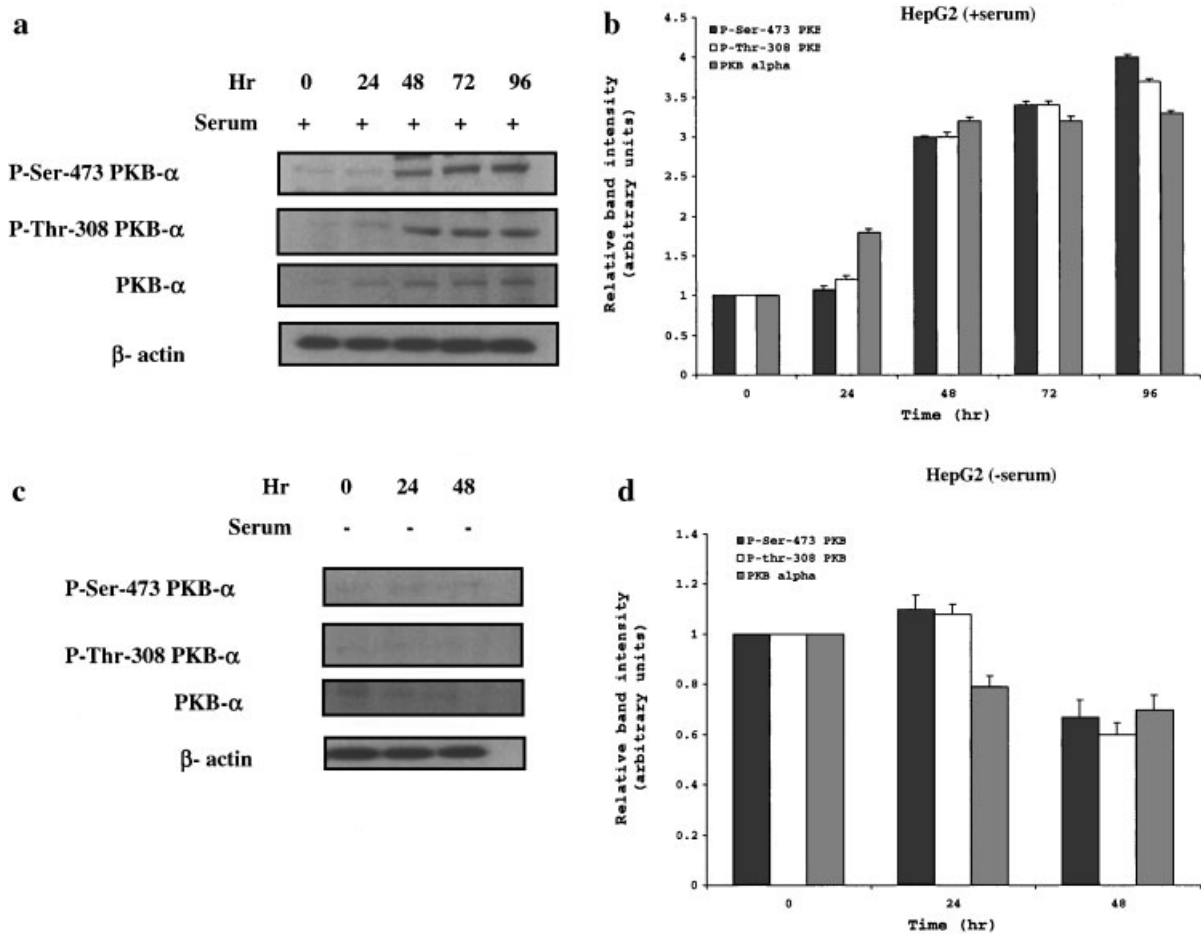 a
Hr 0 24 48 72 96
Serum + + + + +
P-Ser-473 PKB-α
P-Thr-308 PKB-α
PKB-α
β- actin
b
HepG2 (+serum)
P-Ser-473 PKB
P-Thr-308 PKB
PKB alpha
Relative band intensity
(arbitrary units)
4.5
4
3.5
3
2.5
2
1.5
1
0.5
0
0 24 48 72 96
Time (hr)
c
Hr 0 24 48
Serum - - -
P-Ser-473 PKB-α
P-Thr-308 PKB-α
PKB-α
β- actin
d
HepG2 (-serum)
P-Ser-473 PKB
P-thr-308 PKB
PKB alpha
Relative band intensity
(arbitrary units)
1.4
1.2
1
0.8
0.6
0.4
0.2
0
0 24 48
Time (hr)